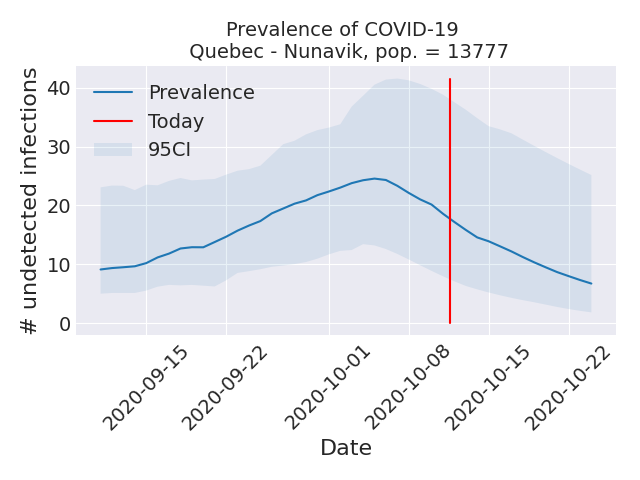 Prevalence of COVID-19
Quebec - Nunavik, pop. = 13777
# undetected infections
40
30
20
10
0
Prevalence
Today
95CI
2020-09-15
2020-09-22
2020-10-01
2020-10-08
2020-10-15
2020-10-22
Date